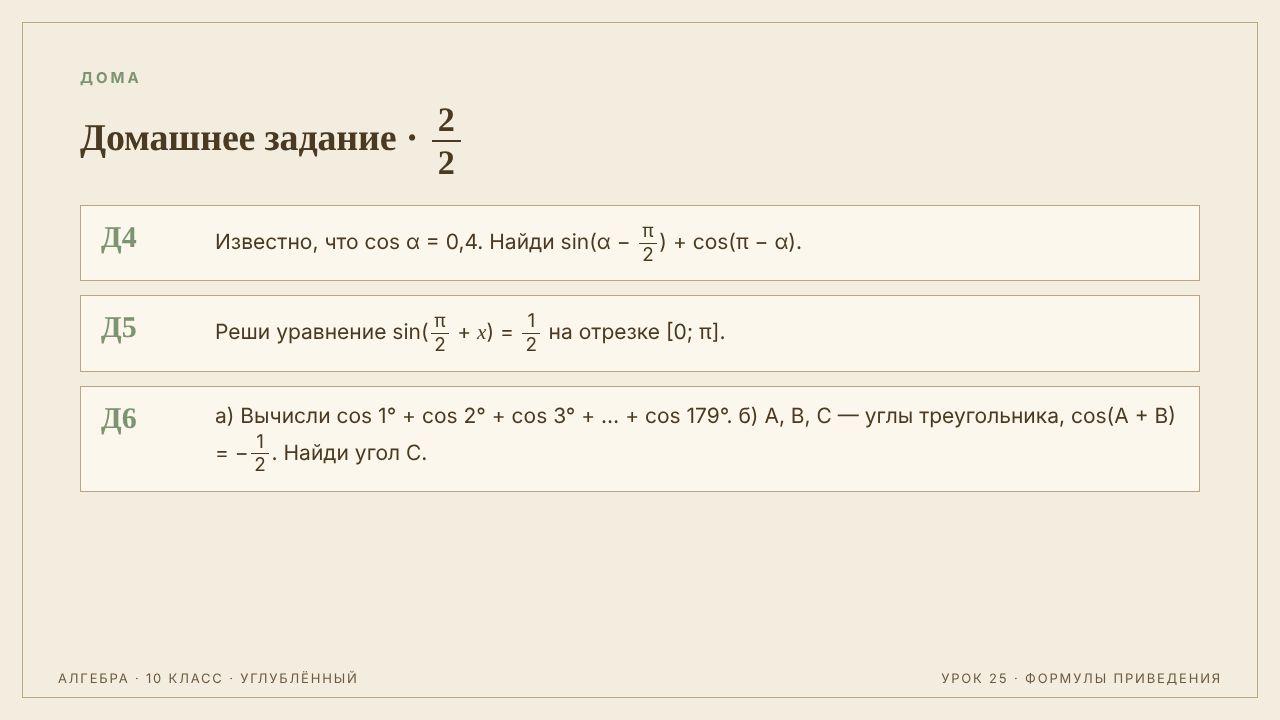 ДОМА
Домашнее задание · 2/2
Д4
Известно, что cos α = 0,4. Найди sin(α − π/2) + cos(π − α).
Д5
Реши уравнение sin(π/2 + x) = 1/2 на отрезке [0; π].
Д6
а) Вычисли cos 1° + cos 2° + cos 3° + … + cos 179°. б) A, B, C — углы треугольника, cos(A + B)
= −1/2. Найди угол C.
АЛГЕБРА · 10 КЛАСС · УГЛУБЛЁННЫЙ
УРОК 25 · ФОРМУЛЫ ПРИВЕДЕНИЯ